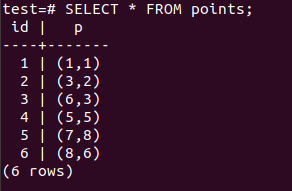 test=# SELECT * FROM points;
 id |   p
----+-------
  1 | (1,1)
  2 | (3,2)
  3 | (6,3)
  4 | (5,5)
  5 | (7,8)
  6 | (8,6)
(6 rows)